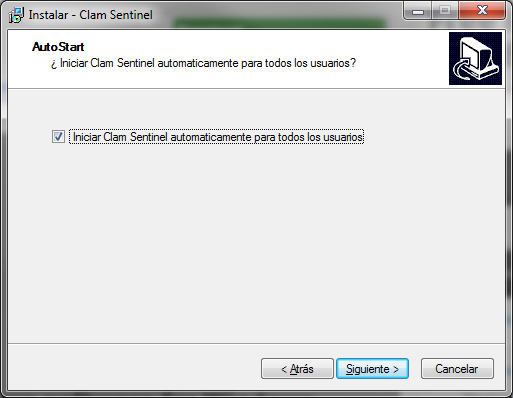 Instalar - Clam Sentinel
AutoStart
¿ Iniciar Clam Sentinel automaticamente para todos los usuarios?
Iniciar Clam Sentinel automaticamente para todos los usuarios
< Atrás
Siguiente >
Cancelar